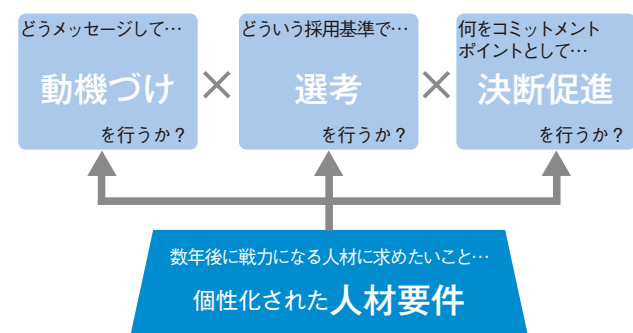 どうメッセージして…
動機づけ
を行うか？
×
どういう採用基準で…
選考
を行うか？
×
何をコミットメント
ポイントとして…
決断促進
を行うか？
数年後に戦力になる人材に求めたいこと…
個性化された人材要件